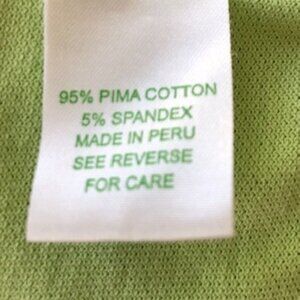 95% PIMA COTTON
5% SPANDEX
MADE IN PERU
SEE REVERSE
FOR CARE